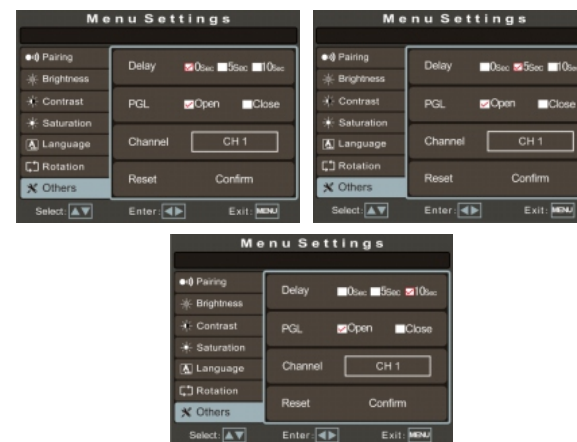 Menu Settings
Pairing
Brightness
Contrast
Saturation
Language
Rotation
Others
Delay 0Sec 5Sec 10Sec
PGL Open Close
Channel CH 1
Reset Confirm
Select: Enter: Exit: MENU
Menu Settings
Pairing
Brightness
Contrast
Saturation
Language
Rotation
Others
Delay 0Sec 5Sec 10Sec
PGL Open Close
Channel CH 1
Reset Confirm
Select: Enter: Exit: MENU
Menu Settings
Pairing
Brightness
Contrast
Saturation
Language
Rotation
Others
Delay 0Sec 5Sec 10Sec
PGL Open Close
Channel CH 1
Reset Confirm
Select: Enter: Exit: MENU